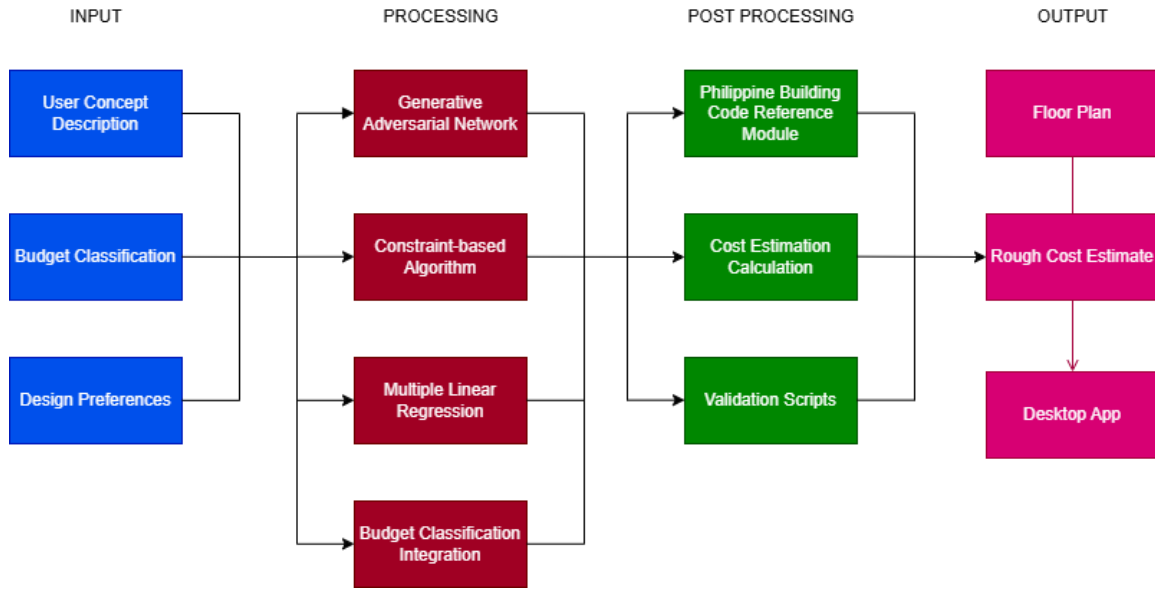 INPUT
PROCESSING
POST PROCESSING
OUTPUT
User Concept
Description
Generative
Adversarial Network
Philippine Building
Code Reference
Module
Floor Plan
Budget Classification
Constraint-based
Algorithm
Cost Estimation
Calculation
Rough Cost Estimate
Design Preferences
Multiple Linear
Regression
Validation Scripts
Desktop App
Budget Classification
Integration